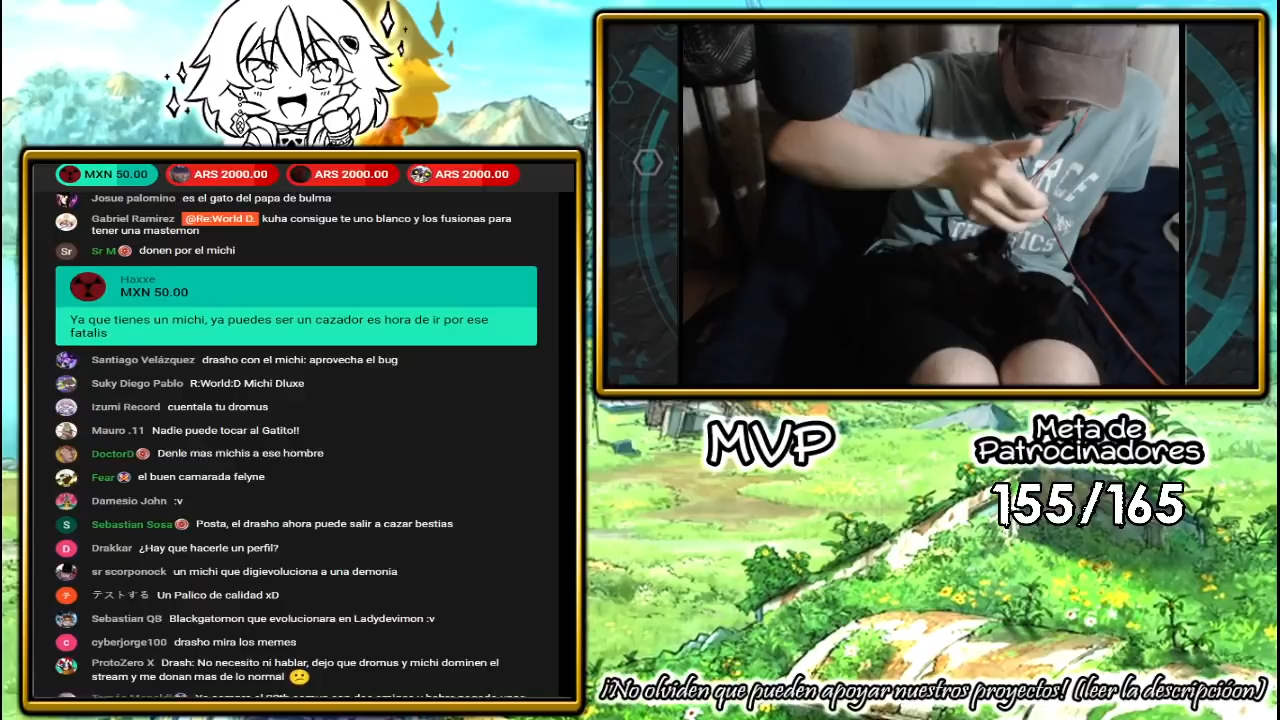 MXN 50.00 ARS 2000.00 ARS 2000.00 ARS 2000.00
Josue palomino es el gato del papa de bulma
Gabriel Ramirez @Re:World D. kuha consigue te uno blanco y los fusionas para
tener una mastemon
Sr Sr M donen por el michi
Haxxe
MXN 50.00
Ya que tienes un michi, ya puedes ser un cazador es hora de ir por ese
fatalis
Santiago Velázquez drasho con el michi: aprovecha el bug
Suky Diego Pablo R:World:D Michi Dluxe
Izumi Record cuentala tu dromus
Mauro .11 Nadie puede tocar al Gatito!!
DoctorD Denle mas michis a ese hombre
Fear el buen camarada felyne
Damesio John :v
S Sebastian Sosa Posta, el drasho ahora puede salir a cazar bestias
D Drakkar ¿Hay que hacerle un perfil?
sr scorponock un michi que digievoluciona a una demonia
テ テストする Un Palico de calidad xD
Sebastian QB Blackgatomon que evolucionara en Ladydevimon :v
c cyberjorge100 drasho mira los memes
ProtoZero X Drash: No necesito ni hablar, dejo que dromus y michi dominen el
stream y me donan mas de lo normal
MVP
Meta de
Patrocinadores
155/165
¡¡No olviden que pueden apoyar nuestros proyectos! (leer la descripcióon)